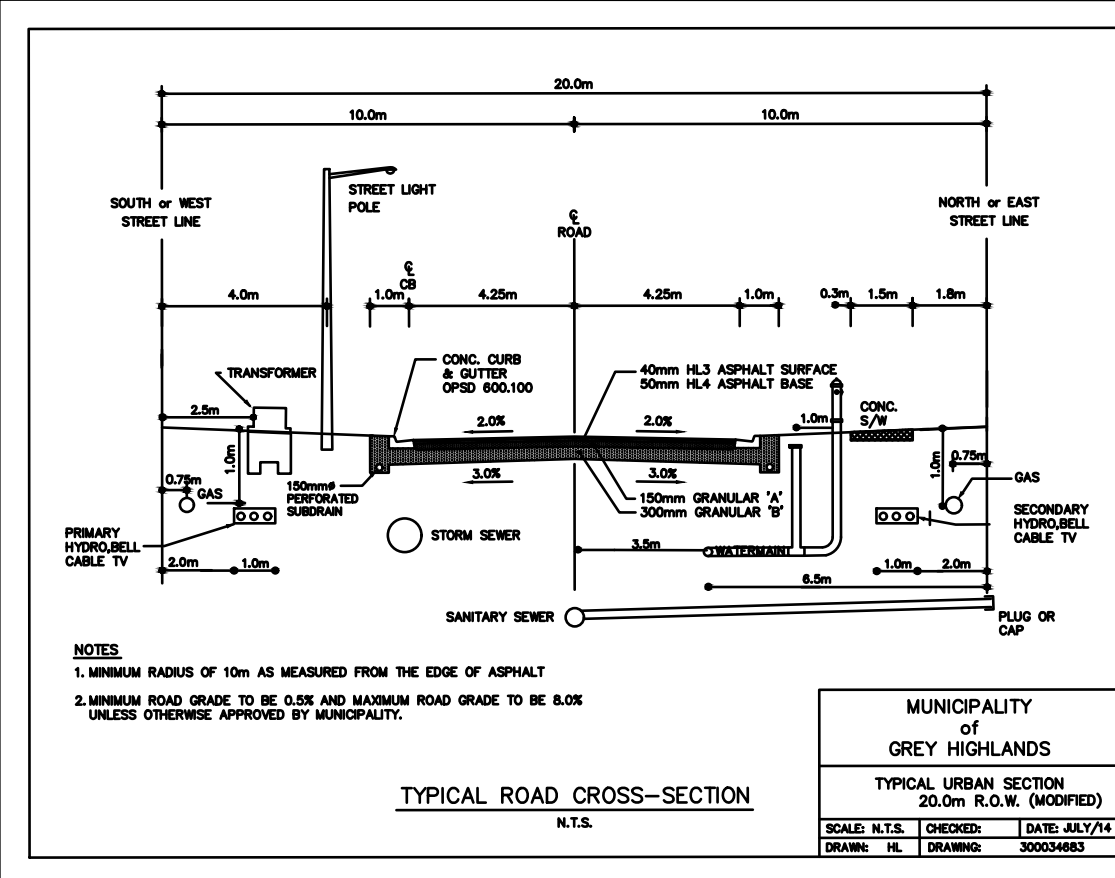 20.0m
10.0m
10.0m
STREET LIGHT
POLE
SOUTH or WEST
STREET LINE
NORTH or EAST
STREET LINE
℄
ROAD
℄
CB
4.0m
1.0m
4.25m
4.25m
1.0m
0.3m
1.5m
1.8m
TRANSFORMER
CONC. CURB
& GUTTER
OPSD 600.100
40mm HL3 ASPHALT SURFACE
50mm HL4 ASPHALT BASE
2.5m
2.0%
2.0%
1.0m
CONC.
S/W
1.0m
1.0m
0.75m
0.75m
3.0%
3.0%
GAS
GAS
150mmø
PERFORATED
SUBDRAIN
150mm GRANULAR 'A'
300mm GRANULAR 'B'
PRIMARY
HYDRO,BELL
CABLE TV
STORM SEWER
3.5m
WATERMAIN
SECONDARY
HYDRO,BELL
CABLE TV
2.0m
1.0m
1.0m
2.0m
6.5m
SANITARY SEWER
PLUG OR
CAP
NOTES
1. MINIMUM RADIUS OF 10m AS MEASURED FROM THE EDGE OF ASPHALT
2. MINIMUM ROAD GRADE TO BE 0.5% AND MAXIMUM ROAD GRADE TO BE 8.0%
UNLESS OTHERWISE APPROVED BY MUNICIPALITY.
TYPICAL ROAD CROSS-SECTION
N.T.S.
MUNICIPALITY
of
GREY HIGHLANDS
TYPICAL URBAN SECTION
20.0m R.O.W. (MODIFIED)
SCALE: N.T.S. CHECKED: DATE: JULY/14
DRAWN: HL DRAWING: 300034683